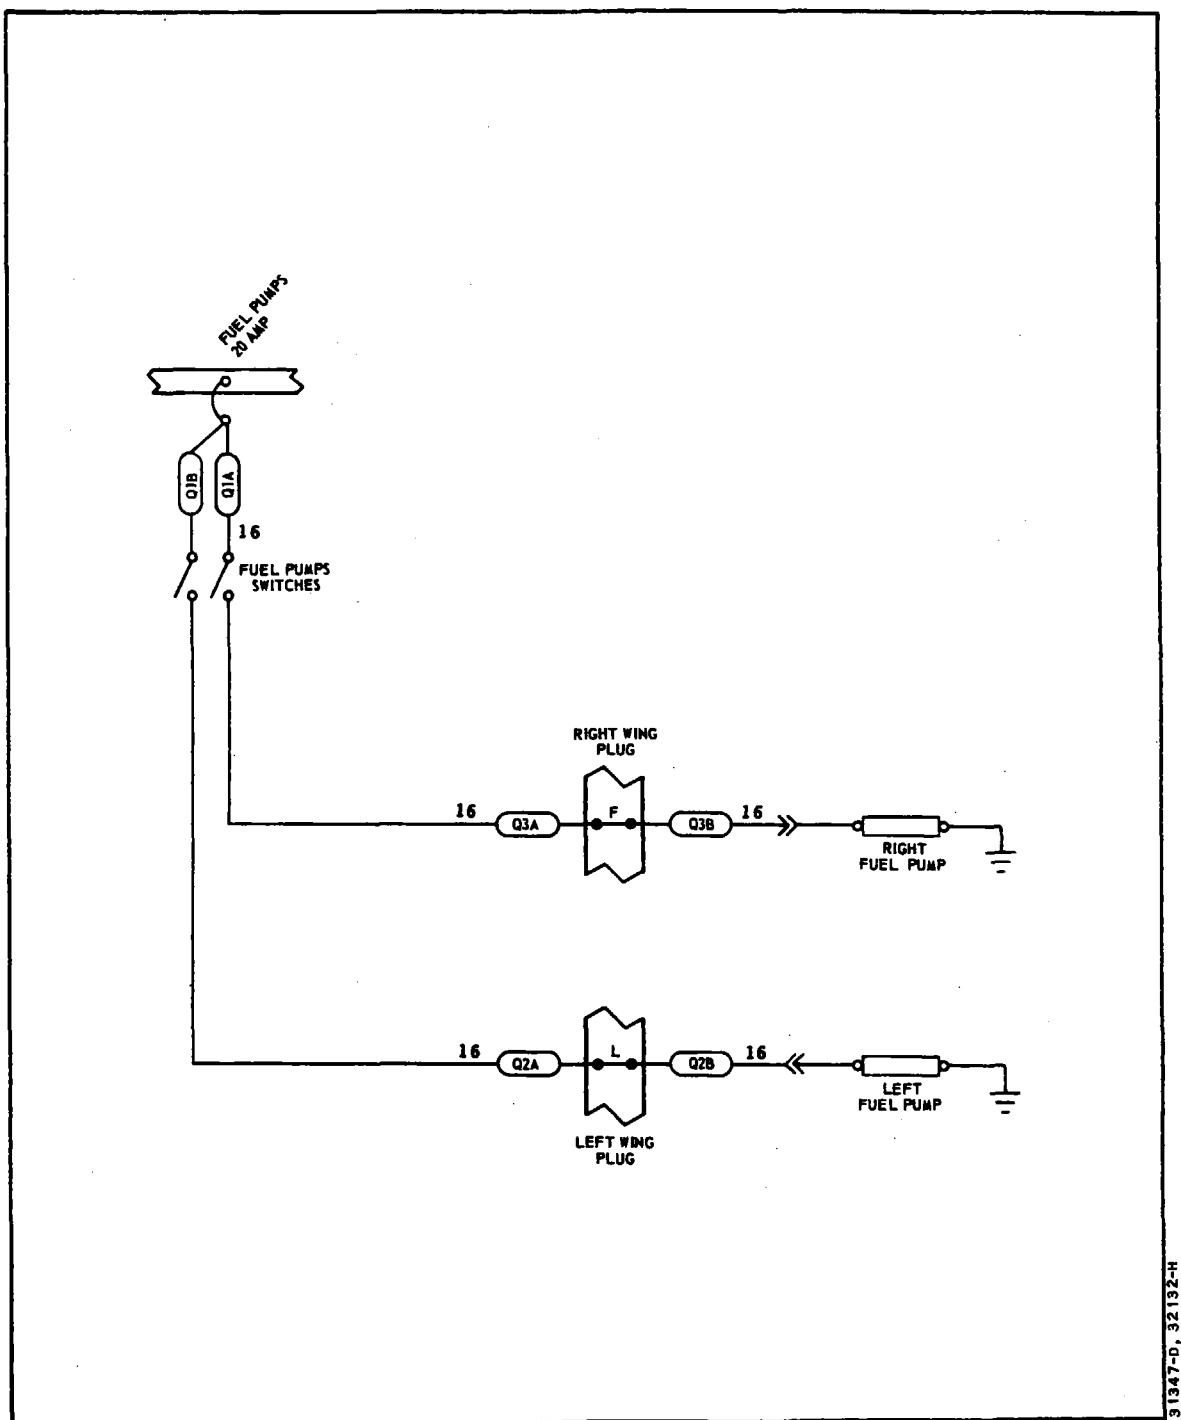 FUEL PUMPS
20 AMP
Q1B
Q1A
16
FUEL PUMPS
SWITCHES
RIGHT WING
PLUG
16
Q3A
F
Q3B
16
RIGHT
FUEL PUMP
16
Q2A
L
Q2B
16
LEFT
FUEL PUMP
LEFT WING
PLUG
31347-D, 32132-H